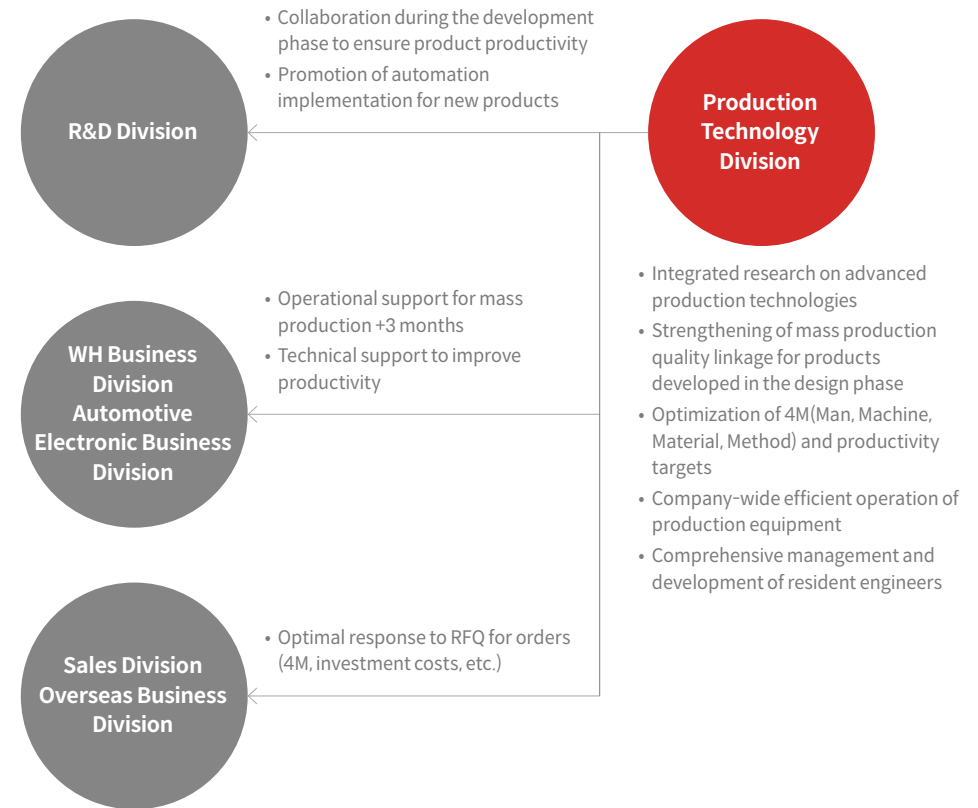 • Collaboration during the development
phase to ensure product productivity
• Promotion of automation
implementation for new products
R&D Division
Production
Technology
Division
• Integrated research on advanced
production technologies
• Strengthening of mass production
quality linkage for products
developed in the design phase
• Optimization of 4M(Man, Machine,
Material, Method) and productivity
targets
• Company-wide efficient operation of
production equipment
• Comprehensive management and
development of resident engineers
• Operational support for mass
production +3 months
• Technical support to improve
productivity
WH Business
Division
Automotive
Electronic Business
Division
• Optimal response to RFQ for orders
(4M, investment costs, etc.)
Sales Division
Overseas Business
Division